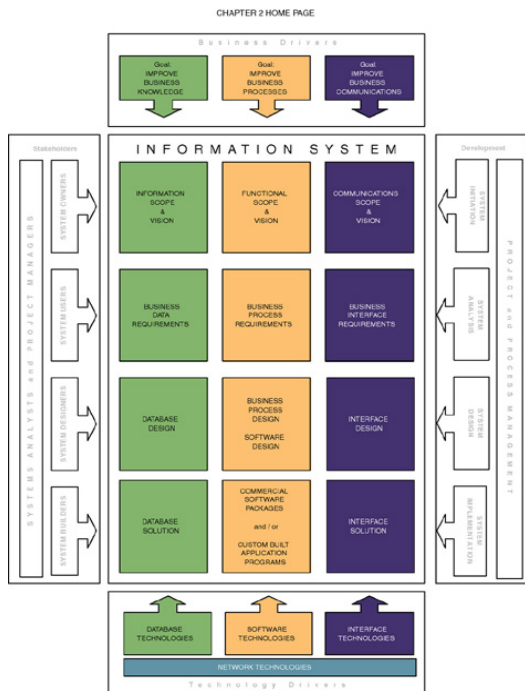 CHAPTER 2 HOME PAGE
Business Drivers
Goal:
IMPROVE
BUSINESS
KNOWLEDGE
Goal:
IMPROVE
BUSINESS
PROCESSES
Goal:
IMPROVE
BUSINESS
COMMUNICATIONS
Stakeholders
SYSTEMS ANALYSTS and PROJECT MANAGERS
SYSTEM OWNERS
SYSTEM USERS
SYSTEM DESIGNERS
SYSTEM BUILDERS
INFORMATION SYSTEM
INFORMATION
SCOPE
&
VISION
FUNCTIONAL
SCOPE
&
VISION
COMMUNICATIONS
SCOPE
&
VISION
BUSINESS
DATA
REQUIREMENTS
BUSINESS
PROCESS
REQUIREMENTS
BUSINESS
INTERFACE
REQUIREMENTS
DATABASE
DESIGN
BUSINESS
PROCESS
DESIGN
SOFTWARE
DESIGN
INTERFACE
DESIGN
DATABASE
SOLUTION
COMMERCIAL
SOFTWARE
PACKAGES
and / or
CUSTOM BUILT
APPLICATION
PROGRAMS
INTERFACE
SOLUTION
Development
SYSTEM
INITIATION
SYSTEM
ANALYSIS
SYSTEM
DESIGN
SYSTEM
IMPLEMENTATION
PROJECT and PROCESS MANAGEMENT
DATABASE
TECHNOLOGIES
SOFTWARE
TECHNOLOGIES
INTERFACE
TECHNOLOGIES
NETWORK TECHNOLOGIES
Technology Drivers